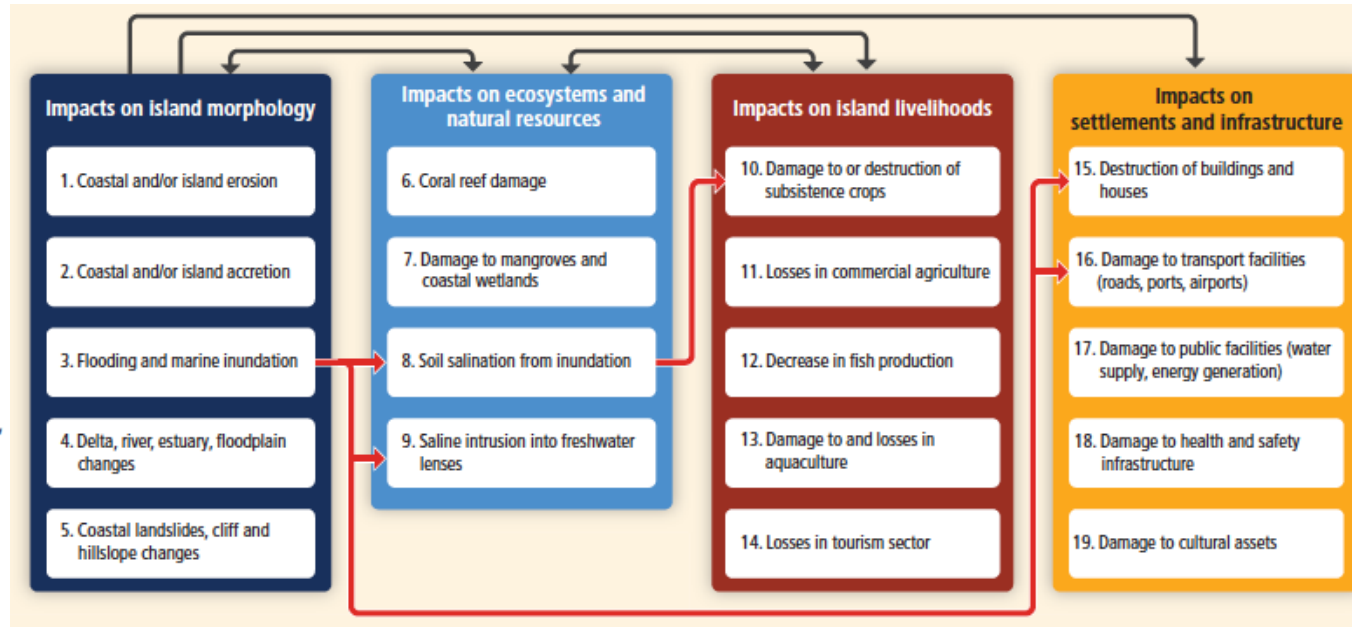 Impacts on island morphology
1. Coastal and/or island erosion
2. Coastal and/or island accretion
3. Flooding and marine inundation
4. Delta, river, estuary, floodplain
changes
5. Coastal landslides, cliff and
hillslope changes
Impacts on ecosystems and
natural resources
6. Coral reef damage
7. Damage to mangroves and
coastal wetlands
8. Soil salination from inundation
9. Saline intrusion into freshwater
lenses
Impacts on island livelihoods
10. Damage to or destruction of
subsistence crops
11. Losses in commercial agriculture
12. Decrease in fish production
13. Damage to and losses in
aquaculture
14. Losses in tourism sector
Impacts on
settlements and infrastructure
15. Destruction of buildings and
houses
16. Damage to transport facilities
(roads, ports, airports)
17. Damage to public facilities (water
supply, energy generation)
18. Damage to health and safety
infrastructure
19. Damage to cultural assets